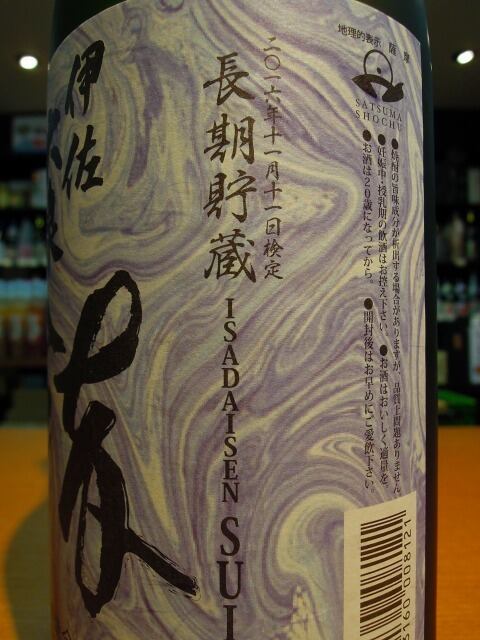 地理的表示 薩摩
SATSUMA
SHOCHU
●焼酎の旨味成分が析出する場合がありますが、品質上問題ありません
●妊娠中・授乳期の飲酒はお控え下さい。●お酒はおいしく適量を。
●お酒は20歳になってから。●開封後はお早めにご愛飲下さい。
二〇一六年十一月十一日検定
長期貯蔵
ISADAISEN SUI
伊佐
160 008121